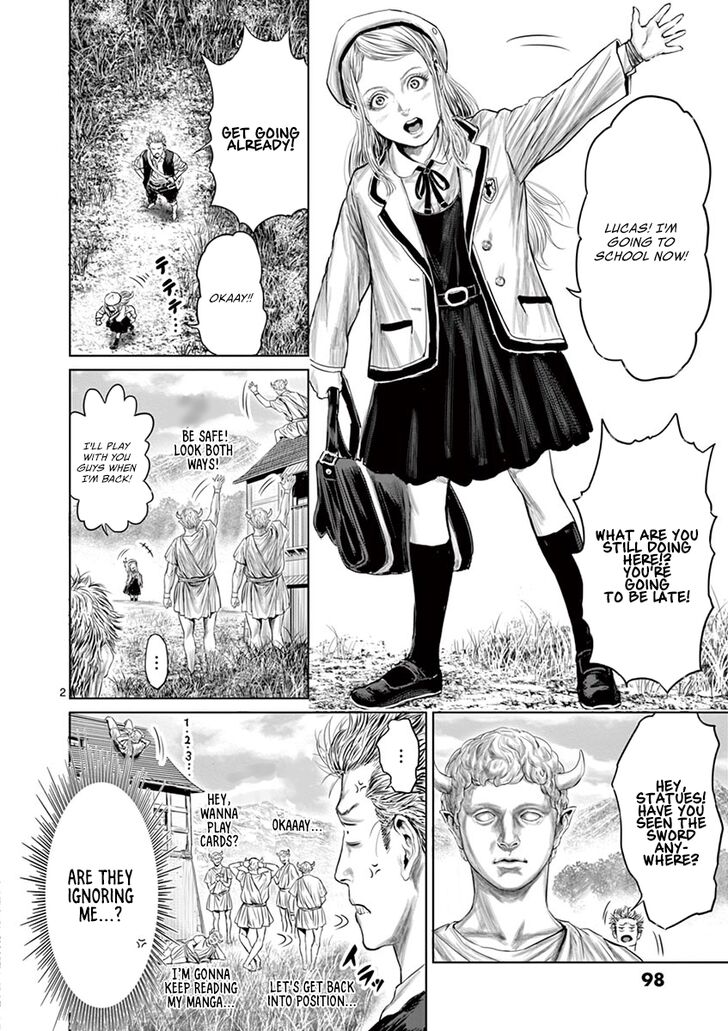 LUCAS! I'M
GOING TO
SCHOOL NOW!
WHAT ARE YOU
STILL DOING
HERE!?
YOU'RE
GOING
TO BE LATE!
GET GOING
ALREADY!
OKAAY!!
テテテ…
BE SAFE!
LOOK BOTH
WAYS!
I'LL PLAY
WITH YOU
GUYS WHEN
I'M BACK!
...
2
HEY,
STATUES!
HAVE YOU
SEEN THE
SWORD
ANY-
WHERE?
98
...
1
2
3...
HEY,
WANNA
PLAY
CARDS?
OKAAAY...
ARE THEY
IGNORING
ME...?
I'M GONNA
KEEP READING
MY MANGA...
LET'S GET BACK
INTO POSITION...